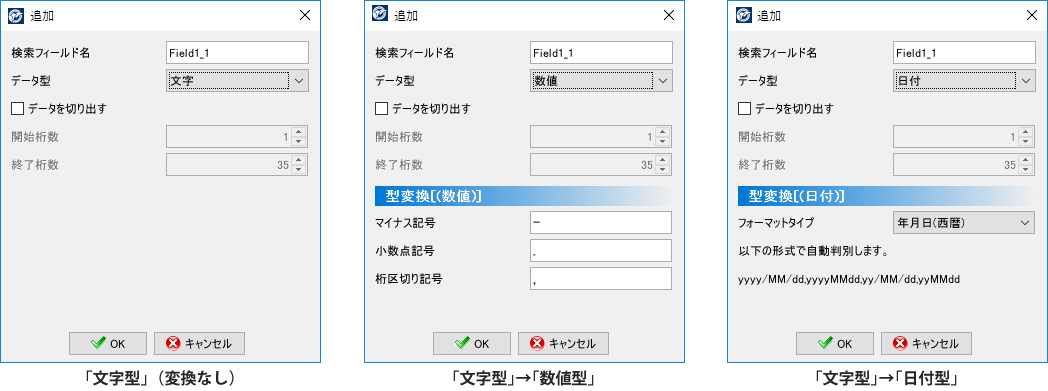 追加
検索フィールド名 Field1_1
データ型 文字
データを切り出す
開始桁数 1
終了桁数 35
OK キャンセル
「文字型」（変換なし）
追加
検索フィールド名 Field1_1
データ型 数値
データを切り出す
開始桁数 1
終了桁数 35
型変換[(数値)]
マイナス記号 −
小数点記号 .
桁区切り記号 ,
OK キャンセル
「文字型」→「数値型」
追加
検索フィールド名 Field1_1
データ型 日付
データを切り出す
開始桁数 1
終了桁数 35
型変換[(日付)]
フォーマットタイプ 年月日(西暦)
以下の形式で自動判別します。
yyyy/MM/dd,yyyyMMdd,yy/MM/dd,yyMMdd
OK キャンセル
「文字型」→「日付型」